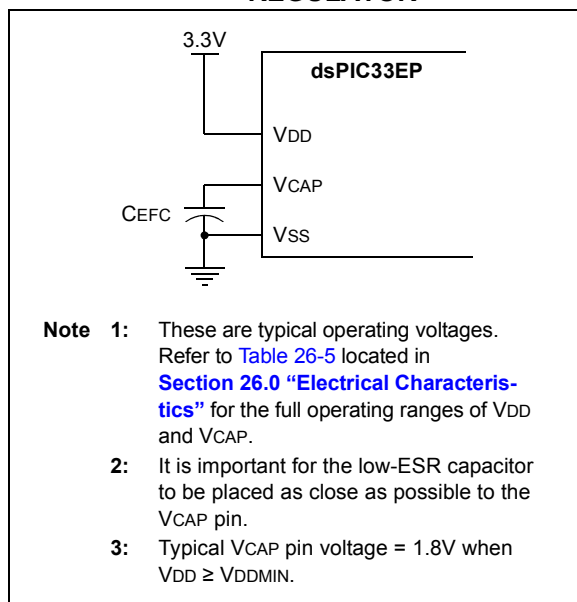 REGULATOR
3.3V
dsPIC33EP
VDD
VCAP
CEFC
VSS
Note 1: These are typical operating voltages.
Refer to Table 26-5 located in
Section 26.0 “Electrical Characteris-
tics” for the full operating ranges of VDD
and VCAP.
2: It is important for the low-ESR capacitor
to be placed as close as possible to the
VCAP pin.
3: Typical VCAP pin voltage = 1.8V when
VDD ≥ VDDMIN.